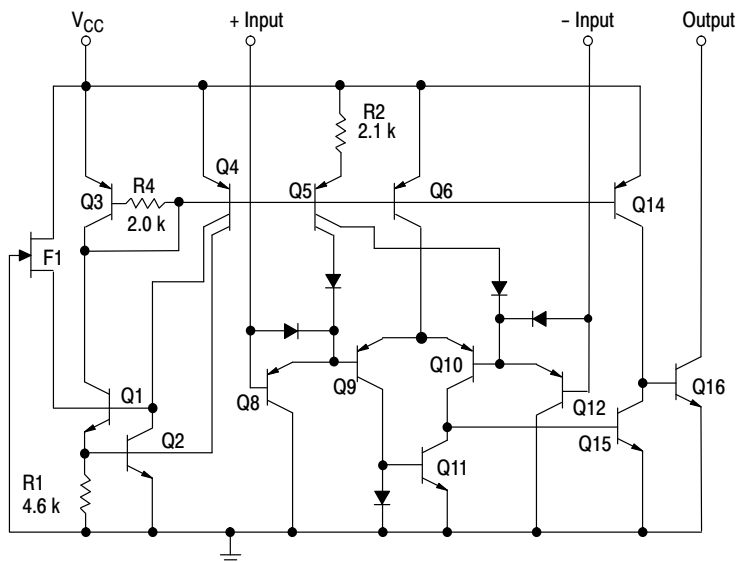 VCC
+ Input
– Input
Output
R2
2.1 k
Q4
R4
Q3
2.0 k
Q5
Q6
Q14
F1
Q1
Q8
Q9
Q10
Q12
Q16
Q2
Q15
Q11
R1
4.6 k